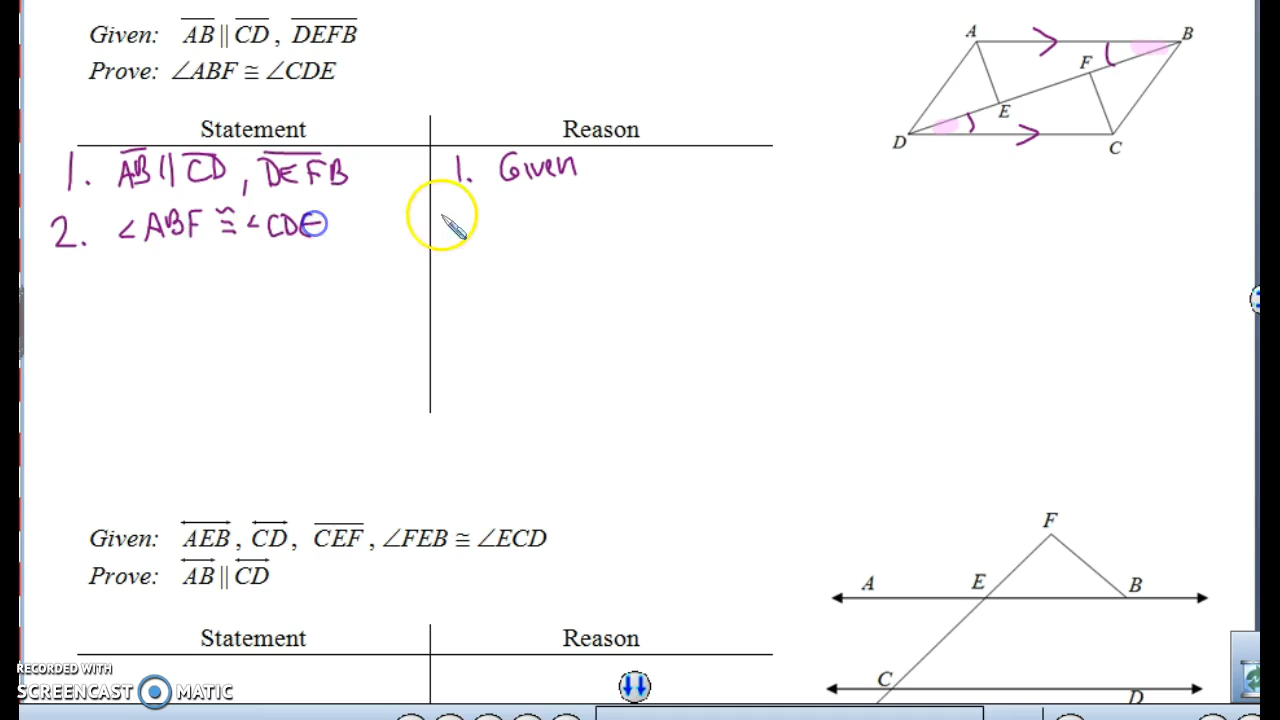 Given: AB || CD , DEFB
Prove: ∠ABF ≅ ∠CDE
A
B
F
E
D
C
Statement Reason
1. AB || CD , DEFB 1. Given
2. ∠ABF ≅ ∠CDE
Given: AEB , CD , CEF , ∠FEB ≅ ∠ECD
Prove: AB || CD
F
A E B
C
D
Statement Reason
RECORDED WITH
SCREENCAST MATIC